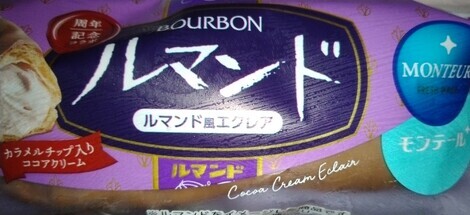 BOURBON
周年
記念
ルマンド
ルマンド風エクレア
MONTEUR
モンテール
カラメルチップ入り
ココアクリーム
ルマンド
Cocoa Cream Eclair